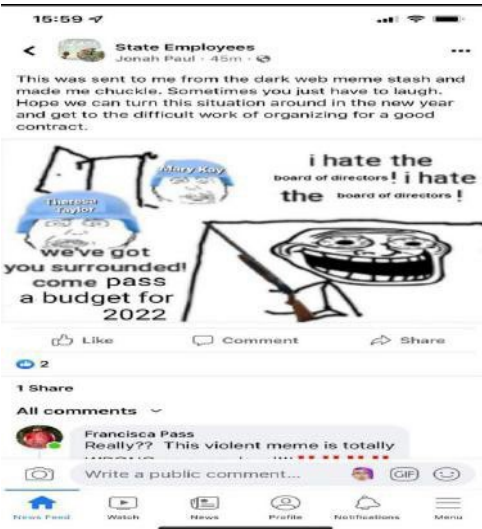 15:59
State Employees
Jonah Paul · 45m ·
This was sent to me from the dark web meme stash and
made me chuckle. Sometimes you just have to laugh.
Hope we can turn this situation around in the new year
and get to the difficult work of organizing for a good
contract.
Mary Kay
Theresa
Taylor
we've got
you surrounded!
come pass
a budget for
2022
i hate the
board of directors! i hate
the board of directors!
Like
Comment
Share
2
1 Share
All comments
Francisca Pass
Really?? This violent meme is totally
Write a public comment...
GIF
News Feed
Watch
News
Profile
Notifications
Menu